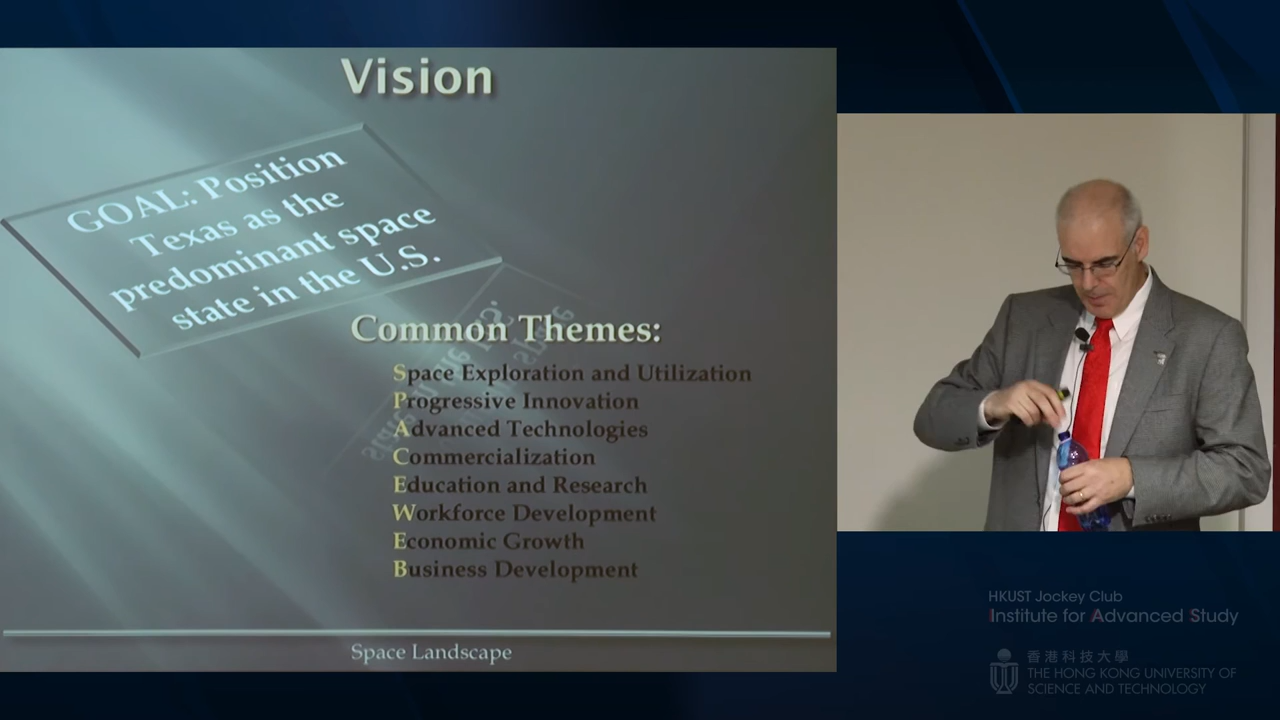 Vision
GOAL: Position
Texas as the
predominant space
state in the U.S.
Common Themes:
Space Exploration and Utilization
Progressive Innovation
Advanced Technologies
Commercialization
Education and Research
Workforce Development
Economic Growth
Business Development
Space Landscape
HKUST Jockey Club
Institute for Advanced Study
香港科技大學
THE HONG KONG UNIVERSITY OF
SCIENCE AND TECHNOLOGY